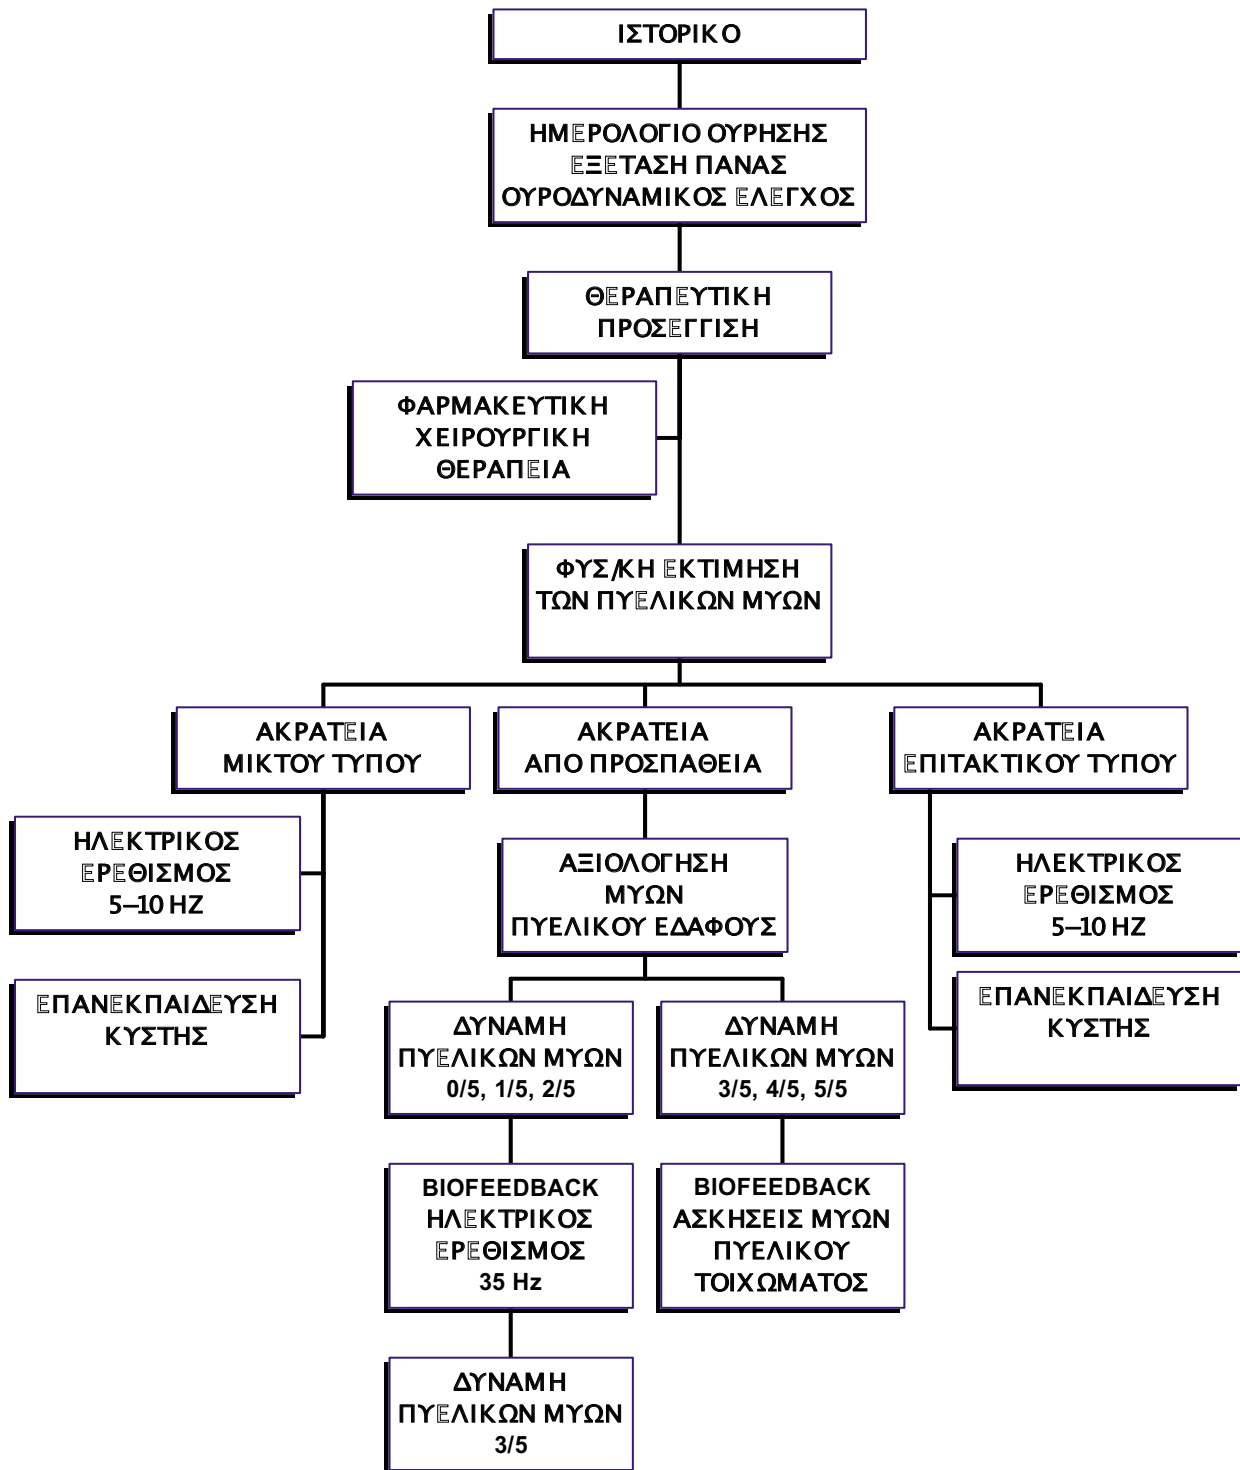 ΙΣΤΟΡΙΚΟ
ΗΜΕΡΟΛΟΓΙΟ ΟΥΡΗΣΗΣ
ΕΞΕΤΑΣΗ ΠΑΝΑΣ
ΟΥΡΟΔΥΝΑΜΙΚΟΣ ΕΛΕΓΧΟΣ
ΘΕΡΑΠΕΥΤΙΚΗ
ΠΡΟΣΕΓΓΙΣΗ
ΦΑΡΜΑΚΕΥΤΙΚΗ
ΧΕΙΡΟΥΡΓΙΚΗ
ΘΕΡΑΠΕΙΑ
ΦΥΣ/ΚΗ ΕΚΤΙΜΗΣΗ
ΤΩΝ ΠΥΕΛΙΚΩΝ ΜΥΩΝ
ΑΚΡΑΤΕΙΑ
ΜΙΚΤΟΥ ΤΥΠΟΥ
ΗΛΕΚΤΡΙΚΟΣ
ΕΡΕΘΙΣΜΟΣ
5–10 HZ
ΕΠΑΝΕΚΠΑΙΔΕΥΣΗ
ΚΥΣΤΗΣ
ΑΚΡΑΤΕΙΑ
ΑΠΟ ΠΡΟΣΠΑΘΕΙΑ
ΑΞΙΟΛΟΓΗΣΗ
ΜΥΩΝ
ΠΥΕΛΙΚΟΥ ΕΔΑΦΟΥΣ
ΔΥΝΑΜΗ
ΠΥΕΛΙΚΩΝ ΜΥΩΝ
0/5, 1/5, 2/5
BIOFEEDBACK
ΗΛΕΚΤΡΙΚΟΣ
ΕΡΕΘΙΣΜΟΣ
35 Hz
ΔΥΝΑΜΗ
ΠΥΕΛΙΚΩΝ ΜΥΩΝ
3/5
ΔΥΝΑΜΗ
ΠΥΕΛΙΚΩΝ ΜΥΩΝ
3/5, 4/5, 5/5
BIOFEEDBACK
ΑΣΚΗΣΕΙΣ ΜΥΩΝ
ΠΥΕΛΙΚΟΥ
ΤΟΙΧΩΜΑΤΟΣ
ΑΚΡΑΤΕΙΑ
ΕΠΙΤΑΚΤΙΚΟΥ ΤΥΠΟΥ
ΗΛΕΚΤΡΙΚΟΣ
ΕΡΕΘΙΣΜΟΣ
5–10 HZ
ΕΠΑΝΕΚΠΑΙΔΕΥΣΗ
ΚΥΣΤΗΣ